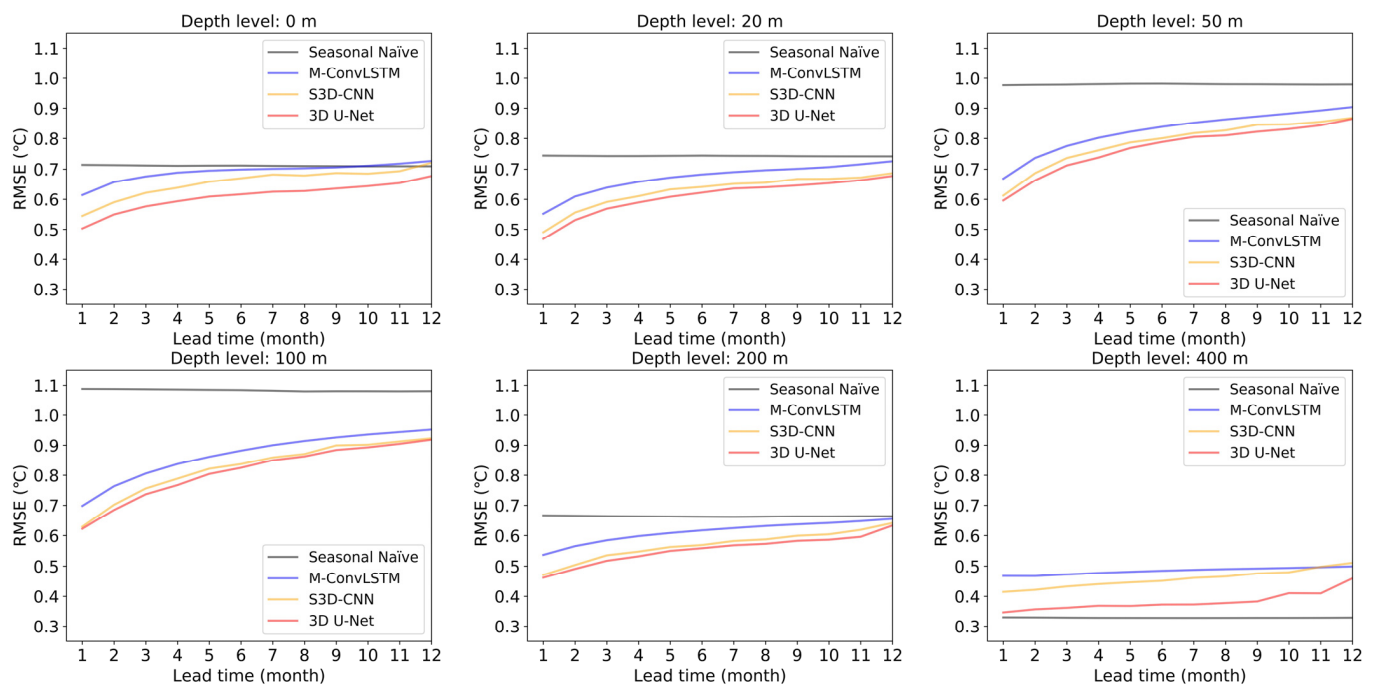 Depth level: 0 m
1.1
1.0
0.9
0.8
0.7
0.6
0.5
0.4
0.3
RMSE (℃)
Seasonal Naïve
M-ConvLSTM
S3D-CNN
3D U-Net
1 2 3 4 5 6 7 8 9 10 11 12
Lead time (month)
Depth level: 20 m
1.1
1.0
0.9
0.8
0.7
0.6
0.5
0.4
0.3
RMSE (℃)
Seasonal Naïve
M-ConvLSTM
S3D-CNN
3D U-Net
1 2 3 4 5 6 7 8 9 10 11 12
Lead time (month)
Depth level: 50 m
1.1
1.0
0.9
0.8
0.7
0.6
0.5
0.4
0.3
RMSE (℃)
Seasonal Naïve
M-ConvLSTM
S3D-CNN
3D U-Net
1 2 3 4 5 6 7 8 9 10 11 12
Lead time (month)
Depth level: 100 m
1.1
1.0
0.9
0.8
0.7
0.6
0.5
0.4
0.3
RMSE (℃)
Seasonal Naïve
M-ConvLSTM
S3D-CNN
3D U-Net
1 2 3 4 5 6 7 8 9 10 11 12
Lead time (month)
Depth level: 200 m
1.1
1.0
0.9
0.8
0.7
0.6
0.5
0.4
0.3
RMSE (℃)
Seasonal Naïve
M-ConvLSTM
S3D-CNN
3D U-Net
1 2 3 4 5 6 7 8 9 10 11 12
Lead time (month)
Depth level: 400 m
1.1
1.0
0.9
0.8
0.7
0.6
0.5
0.4
0.3
RMSE (℃)
Seasonal Naïve
M-ConvLSTM
S3D-CNN
3D U-Net
1 2 3 4 5 6 7 8 9 10 11 12
Lead time (month)